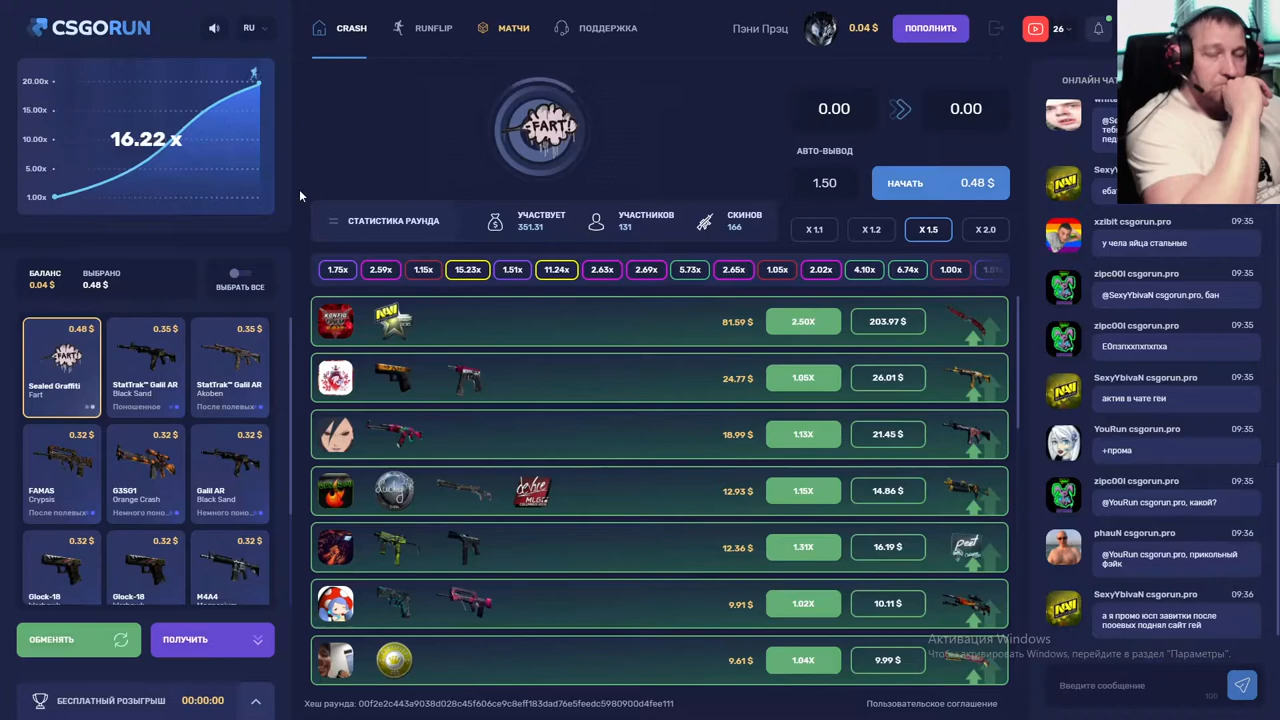 CSGORUN
RU
CRASH
RUNFLIP
МАТЧИ
ПОДДЕРЖКА
Пэни Прэц
0.04 $
ПОПОЛНИТЬ
26
20.00x
15.00x
10.00x
5.00x
1.00x
16.22 x
FART!
0.00
0.00
АВТО-ВЫВОД
1.50
НАЧАТЬ
0.48 $
СТАТИСТИКА РАУНДА
УЧАСТВУЕТ
351.31
УЧАСТНИКОВ
131
СКИНОВ
166
X 1.1
X 1.2
X 1.5
X 2.0
1.75x
2.59x
1.15x
15.23x
1.51x
11.24x
2.63x
2.69x
5.73x
2.65x
1.05x
2.02x
4.10x
6.74x
1.00x
БАЛАНС
0.04 $
ВЫБРАНО
0.48 $
ВЫБРАТЬ ВСЕ
0.48 $
FART!
Sealed Graffiti
Fart
0.35 $
StatTrak™ Galil AR
Black Sand
Поношенное
0.35 $
StatTrak™ Galil AR
Akoben
После полевых
0.32 $
FAMAS
Crypsis
После полевых
0.32 $
G3SG1
Orange Crash
Немного поно...
0.32 $
Galil AR
Black Sand
Немного поно...
0.32 $
Glock-18
0.32 $
Glock-18
0.32 $
M4A4
ОБМЕНЯТЬ
ПОЛУЧИТЬ
БЕСПЛАТНЫЙ РОЗЫГРЫШ
00:00:00
81.59 $
2.50X
203.97 $
24.77 $
1.05X
26.01 $
18.99 $
1.13X
21.45 $
12.93 $
1.15X
14.86 $
12.36 $
1.31X
16.19 $
9.91 $
1.02X
10.11 $
9.61 $
1.04X
9.99 $
Хеш раунда: 00f2e2c443a9038d028c45f606ce9c8eff183dad76e5feedc5980900d4fee111
Пользовательское соглашение
ОНЛАЙН ЧАТ
xzibit csgorun.pro
09:35
у чела яйца стальные
zipc00l csgorun.pro
09:35
@SexyYbivaN csgorun.pro, бан
zipc00l csgorun.pro
09:35
ЕОпзпххпхпхпха
SexyYbivaN csgorun.pro
09:35
актив в чате геи
YouRun csgorun.pro
09:35
+прома
zipc00l csgorun.pro
09:35
@YouRun csgorun.pro, какой?
phauN csgorun.pro
09:36
@YouRun csgorun.pro, прикольный
фэйк
SexyYbivaN csgorun.pro
09:36
а я промо юсп завитки после
пооевых поднял сайт гей
Активация Windows
Чтобы активировать Windows, перейдите в раздел "Параметры".
Введите сообщение
100